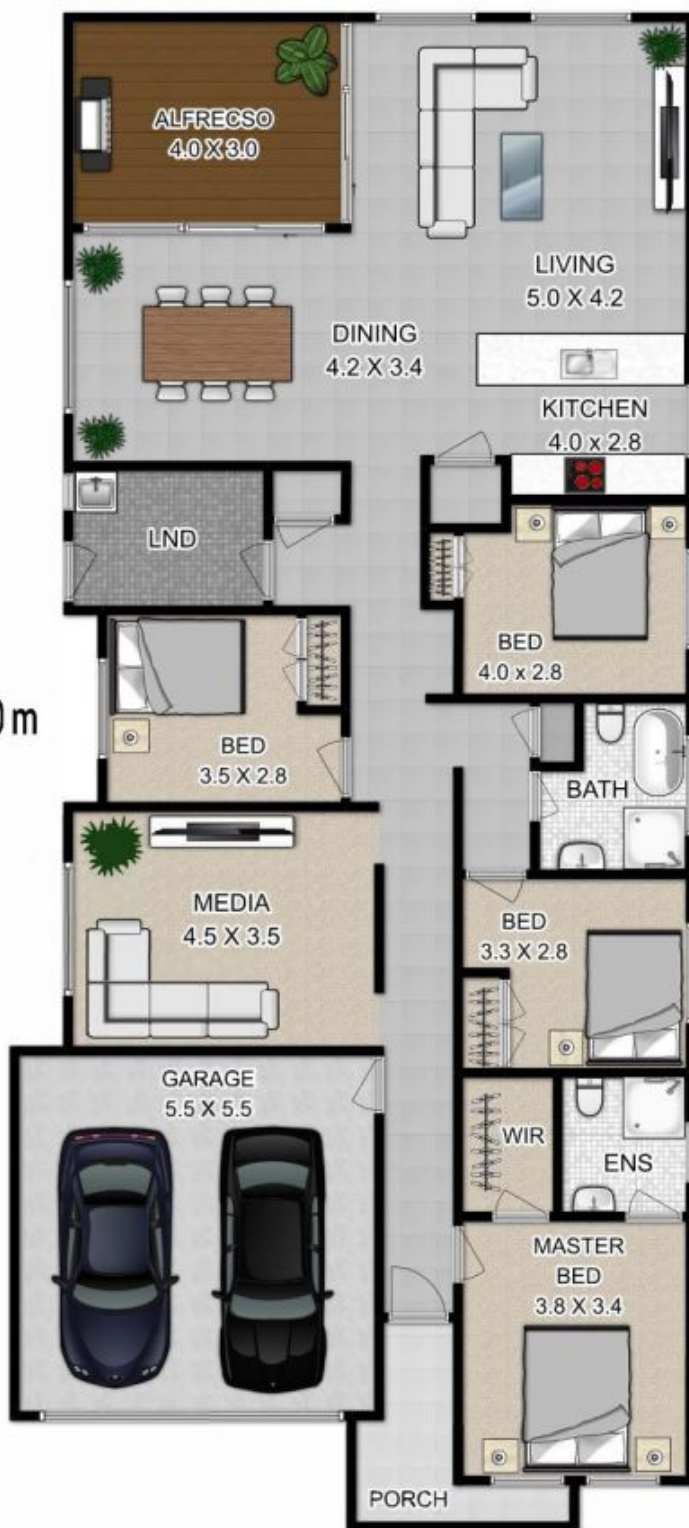 ALFRECSO
4.0 X 3.0
LIVING
5.0 X 4.2
DINING
4.2 X 3.4
KITCHEN
4.0 x 2.8
LND
BED
4.0 x 2.8
BED
3.5 X 2.8
BATH
MEDIA
4.5 X 3.5
BED
3.3 X 2.8
GARAGE
5.5 X 5.5
WIR
ENS
MASTER
BED
3.8 X 3.4
PORCH